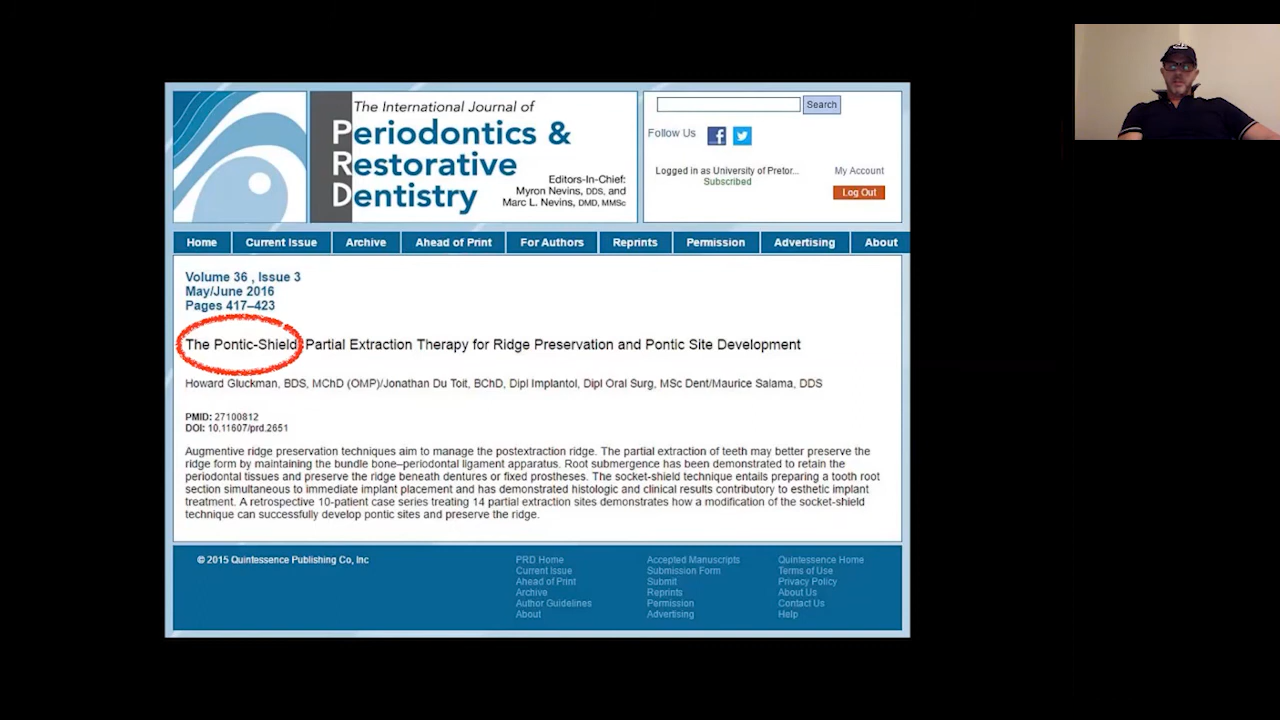 The International Journal of
Periodontics &
Restorative
Dentistry
Editors-In-Chief:
Myron Nevins, DDS, and
Marc L. Nevins, DMD, MMSc
Search
Follow Us
Logged in as University of Pretor...
Subscribed
My Account
Log Out
Home Current Issue Archive Ahead of Print For Authors Reprints Permission Advertising About
Volume 36 , Issue 3
May/June 2016
Pages 417–423
The Pontic-Shield: Partial Extraction Therapy for Ridge Preservation and Pontic Site Development
Howard Gluckman, BDS, MChD (OMP)/Jonathan Du Toit, BChD, Dipl Implantol, Dipl Oral Surg, MSc Dent/Maurice Salama, DDS
PMID: 27100812
DOI: 10.11607/prd.2651
Augmentive ridge preservation techniques aim to manage the postextraction ridge. The partial extraction of teeth may better preserve the
ridge form by maintaining the bundle bone–periodontal ligament apparatus. Root submergence has been demonstrated to retain the
periodontal tissues and preserve the ridge beneath dentures or fixed prostheses. The socket-shield technique entails preparing a tooth root
section simultaneous to immediate implant placement and has demonstrated histologic and clinical results contributory to esthetic implant
treatment. A retrospective 10-patient case series treating 14 partial extraction sites demonstrates how a modification of the socket-shield
technique can successfully develop pontic sites and preserve the ridge.
© 2015 Quintessence Publishing Co, Inc
PRD Home
Current Issue
Ahead of Print
Archive
Author Guidelines
About
Accepted Manuscripts
Submission Form
Submit
Reprints
Permission
Advertising
Quintessence Home
Terms of Use
Privacy Policy
About Us
Contact Us
Help